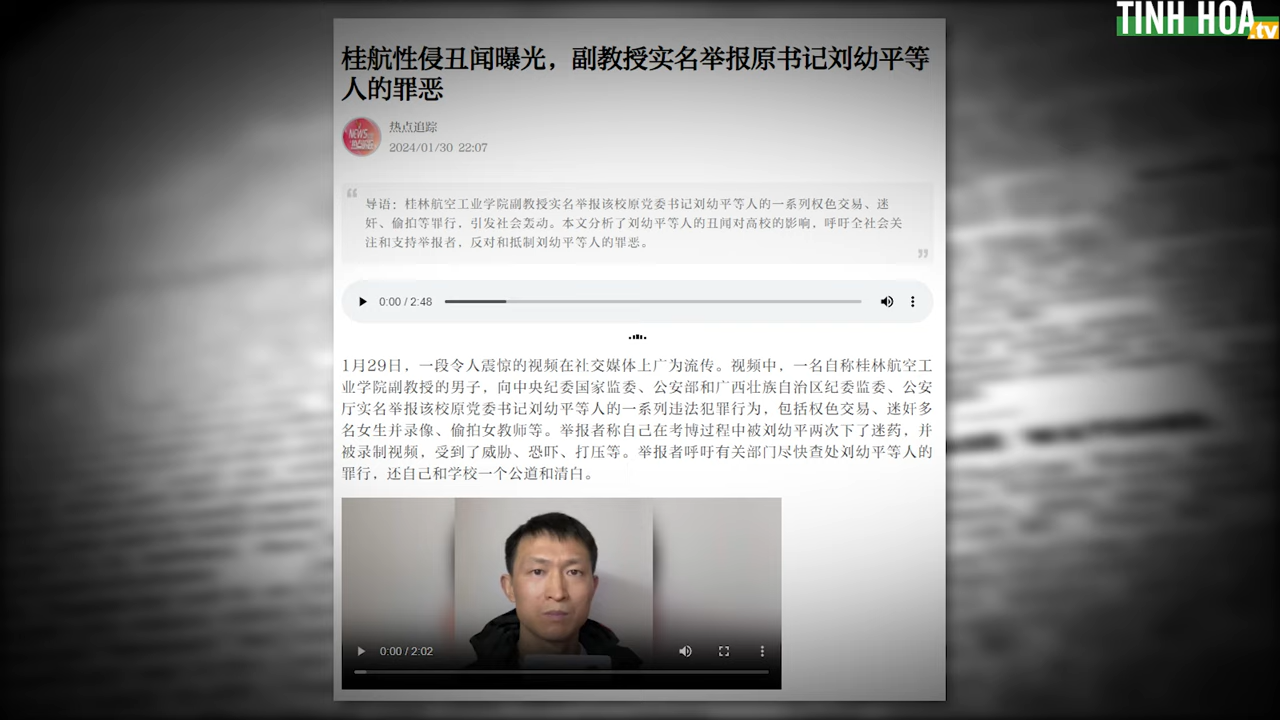 TINH HOA
.tv
桂航性侵丑闻曝光，副教授实名举报原书记刘幼平等
人的罪恶
NEWS
热点追踪
2024/01/30 22:07
导语：桂林航空工业学院副教授实名举报该校原党委书记刘幼平等人的一系列权色交易、迷
奸、偷拍等罪行，引发社会轰动。本文分析了刘幼平等人的丑闻对高校的影响，呼吁全社会关
注和支持举报者，反对和抵制刘幼平等人的罪恶。
0:00 / 2:48
1月29日，一段令人震惊的视频在社交媒体上广为流传。视频中，一名自称桂林航空工
业学院副教授的男子，向中央纪委国家监委、公安部和广西壮族自治区纪委监委、公安
厅实名举报该校原党委书记刘幼平等人的一系列违法犯罪行为，包括权色交易、迷奸多
名女生并录像、偷拍女教师等。举报者称自己在考博过程中被刘幼平两次下了迷药，并
被录制视频，受到了威胁、恐吓、打压等。举报者呼吁有关部门尽快查处刘幼平等人的
罪行，还自己和学校一个公道和清白。
0:00 / 2:02